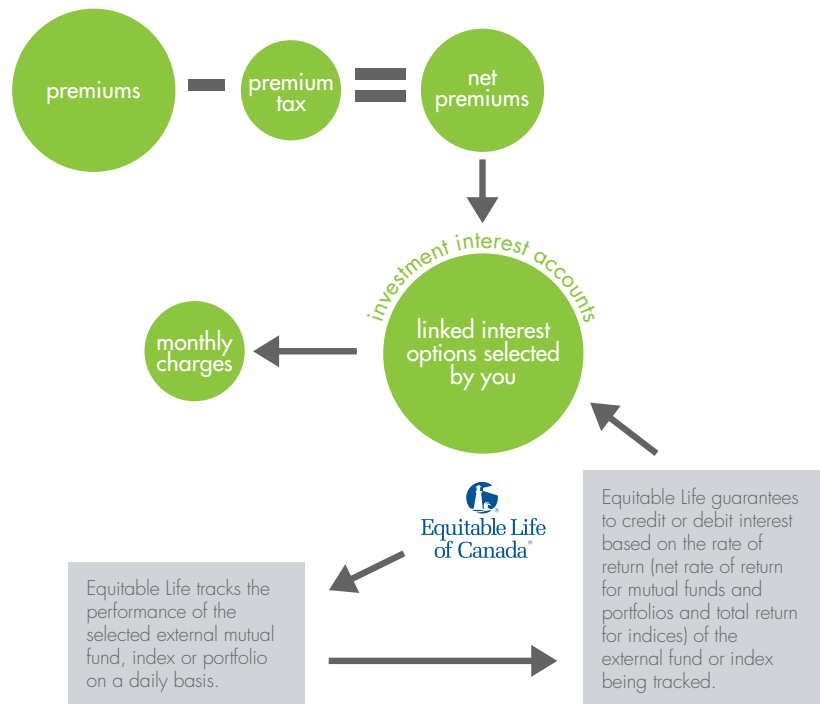 premiums
premium
tax
net
premiums
investment interest accounts
linked interest
options selected
by you
monthly
charges
Equitable Life
of Canada®
Equitable Life tracks the
performance of the
selected external mutual
fund, index or portfolio
on a daily basis.
Equitable Life guarantees
to credit or debit interest
based on the rate of
return (net rate of return
for mutual funds and
portfolios and total return
for indices) of the
external fund or index
being tracked.